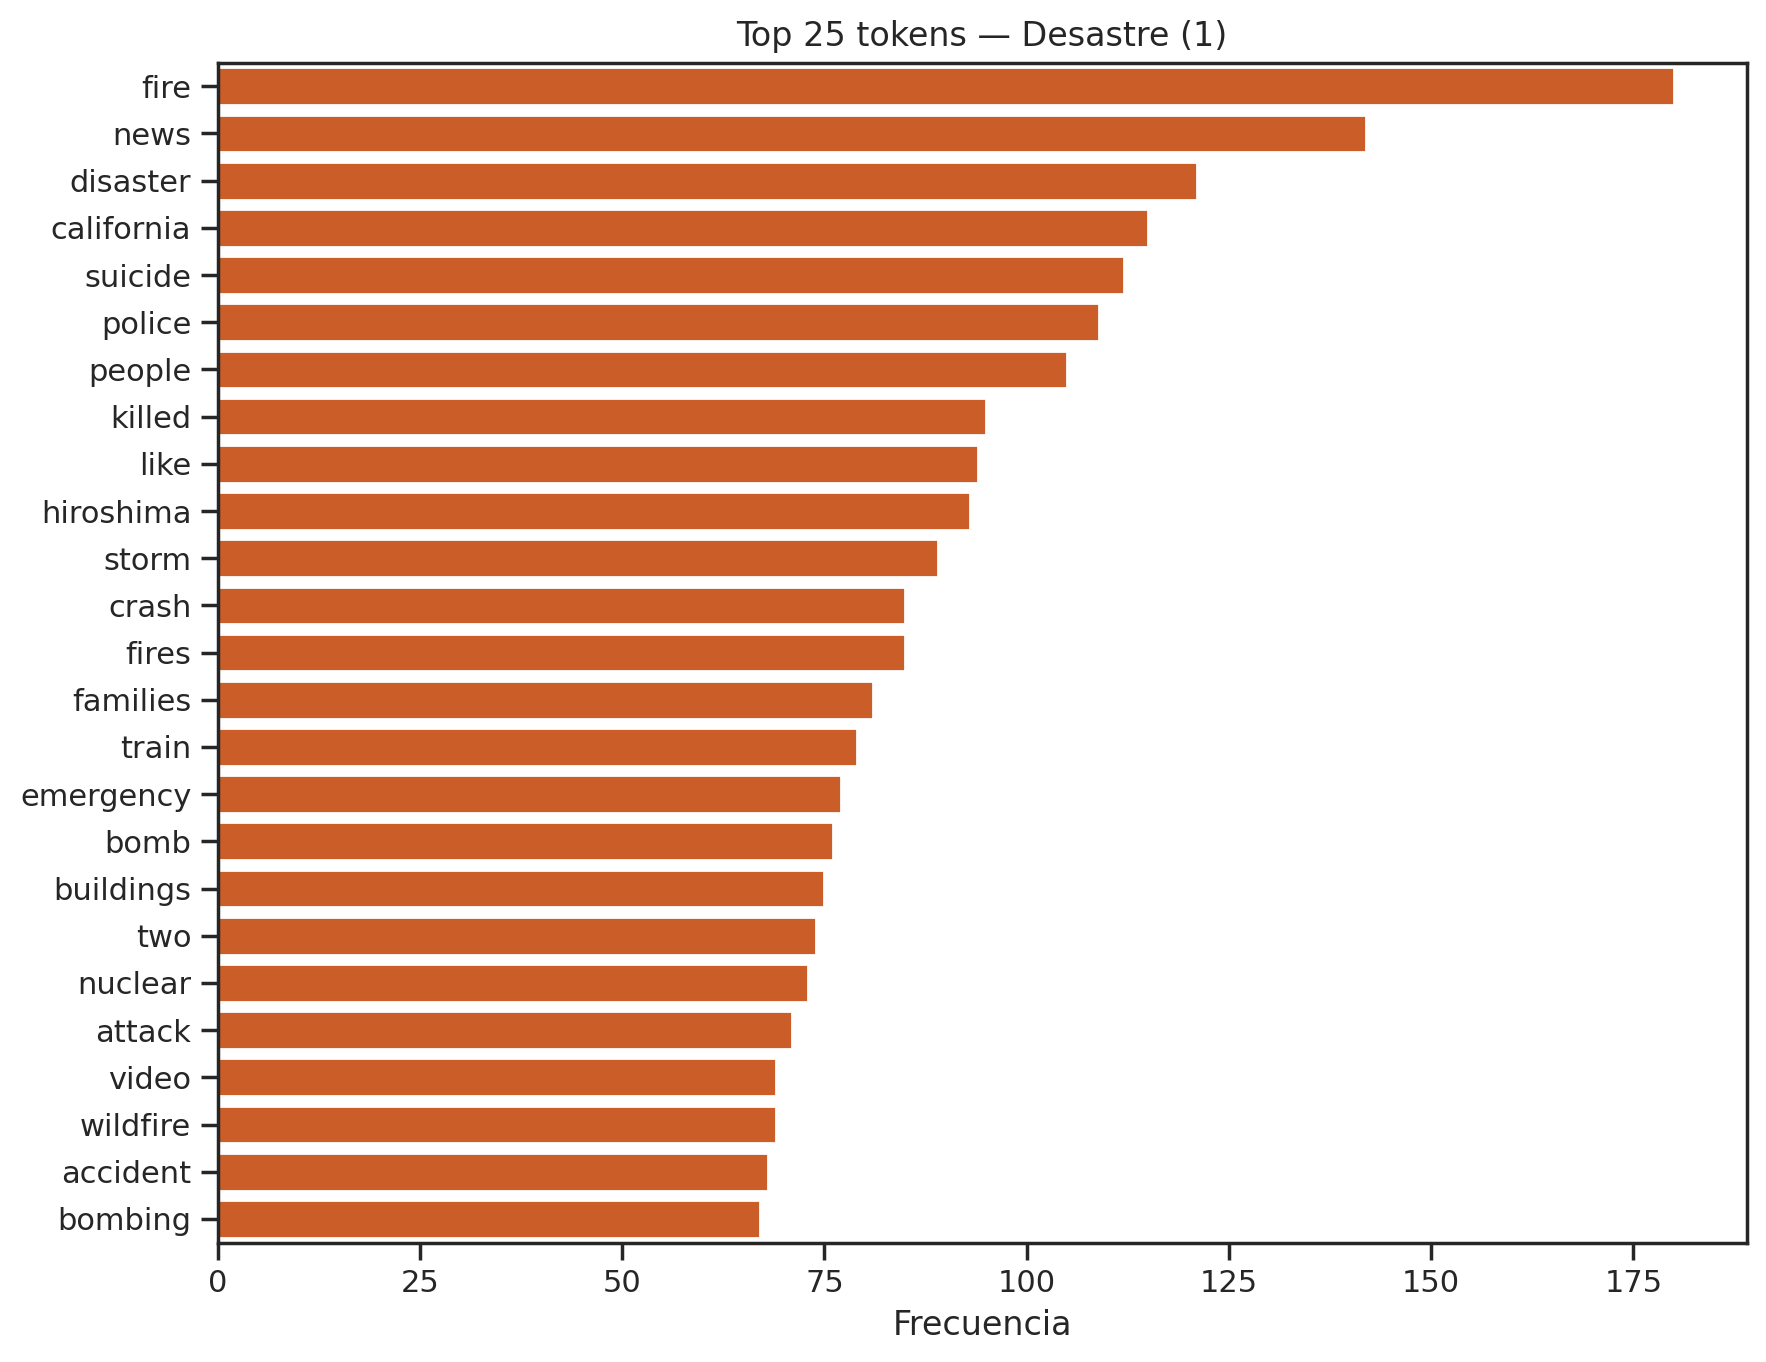 Top 25 tokens — Desastre (1)
fire
news
disaster
california
suicide
police
people
killed
like
hiroshima
storm
crash
fires
families
train
emergency
bomb
buildings
two
nuclear
attack
video
wildfire
accident
bombing
0 25 50 75 100 125 150 175
Frecuencia